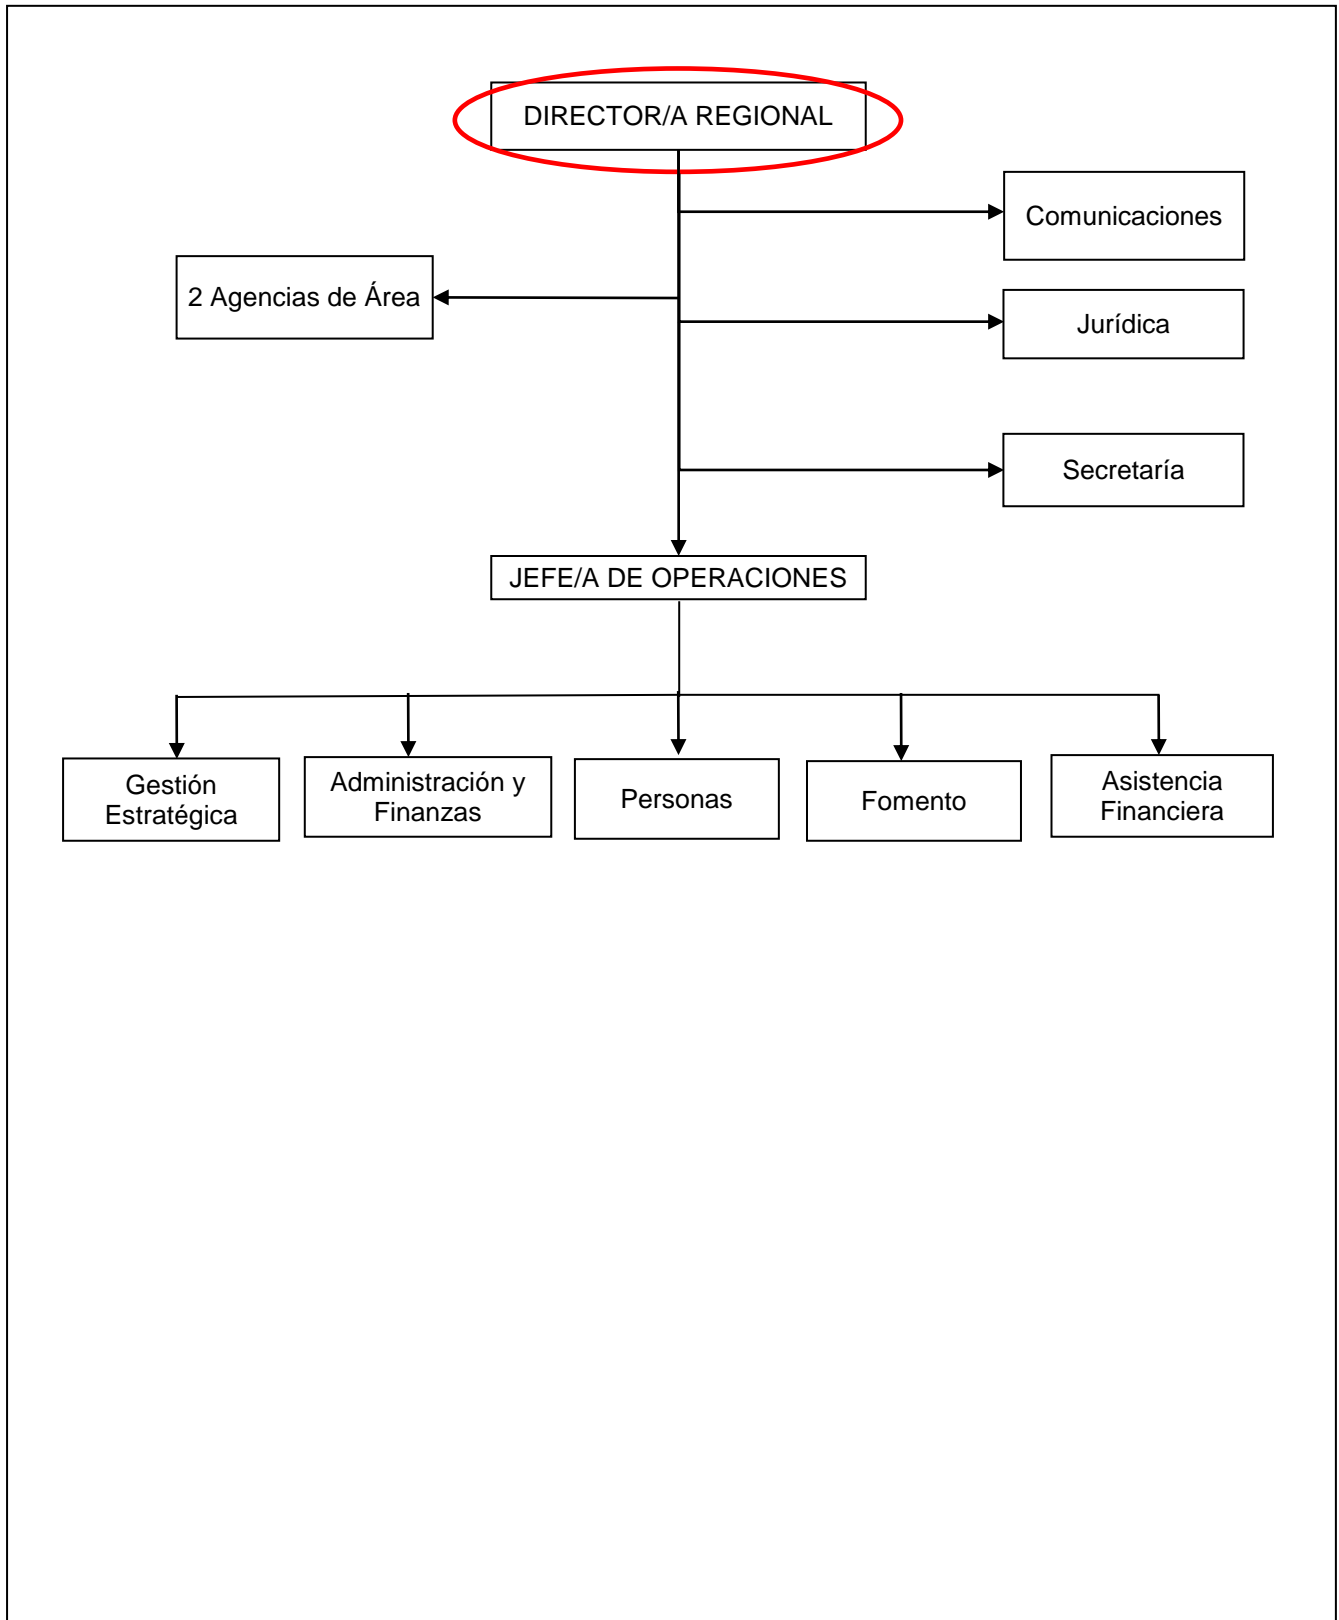 DIRECTOR/A REGIONAL
Comunicaciones
2 Agencias de Área
Jurídica
Secretaría
JEFE/A DE OPERACIONES
Gestión
Estratégica
Administración y
Finanzas
Personas
Fomento
Asistencia
Financiera